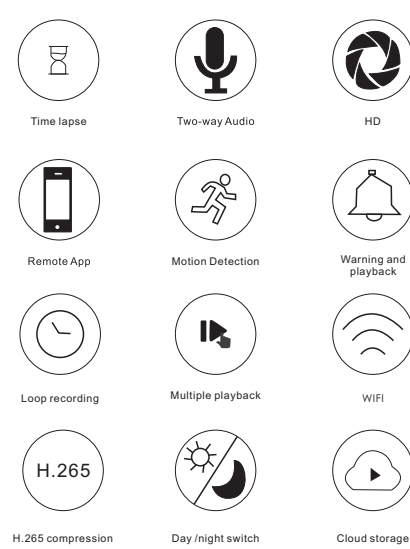 Time lapse
Two-way Audio
HD
Remote App
Motion Detection
Warning and
playback
Loop recording
Multiple playback
WIFI
H.265
H.265 compression
Day /night switch
Cloud storage